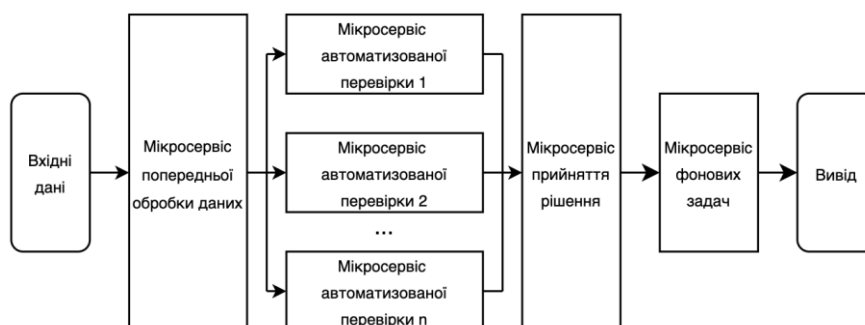 Вхідні
дані
Мікросервіс
попередньої
обробки даних
Мікросервіс
автоматизованої
перевірки 1
Мікросервіс
автоматизованої
перевірки 2
...
Мікросервіс
автоматизованої
перевірки n
Мікросервіс
прийняття
рішення
Мікросервіс
фонових
задач
Вивід